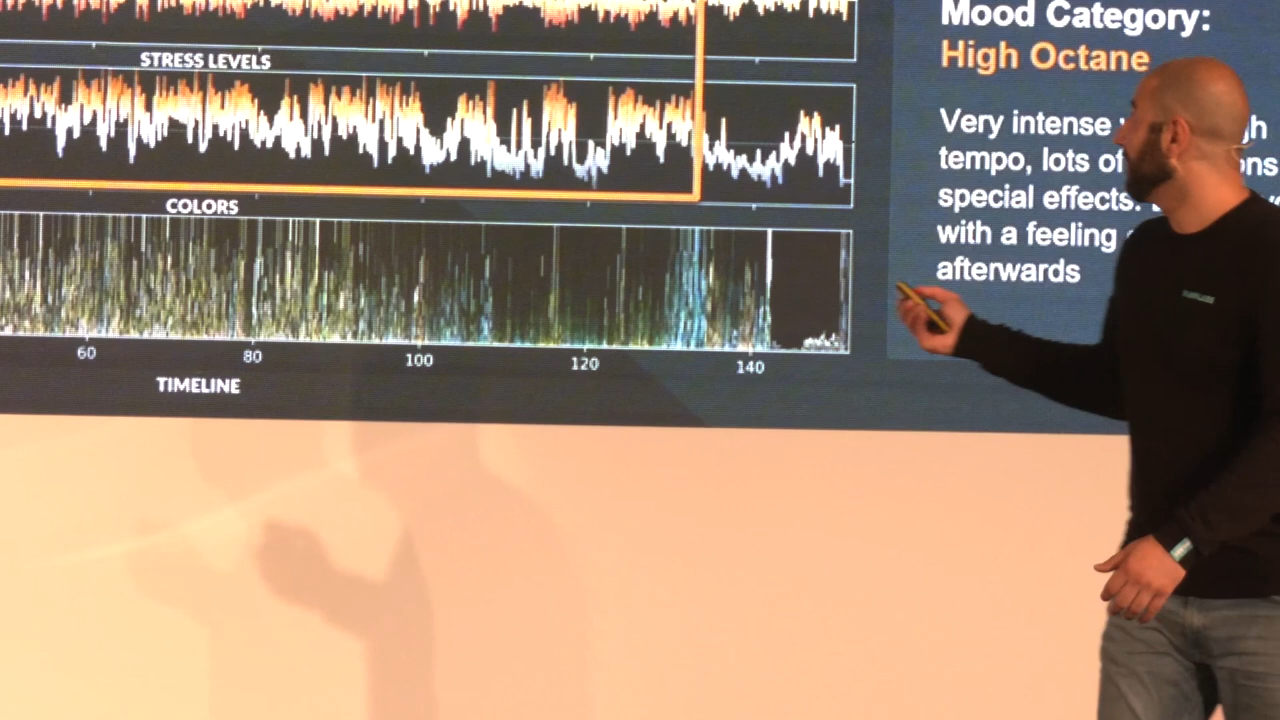 STRESS LEVELS
COLORS
60 80 100 120 140
TIMELINE
Mood Category:
High Octane
Very intense
tempo, lots of
special effects.
with a feeling
afterwards